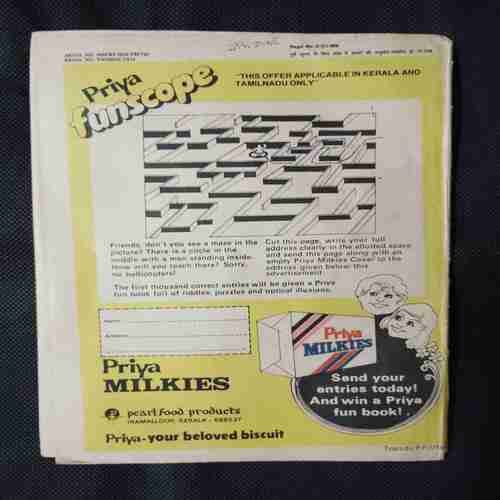 Priya
funscope
"THIS OFFER APPLICABLE IN KERALA AND
TAMILNADU ONLY"
Friends, don't you see a maze in the
picture? There is a circle in the
middle with a man standing inside.
How will you reach there? Sorry,
no helicopters!
Cut this page, write your full
address clearly in the allotted space
and send this page along with an
empty Priya Milkies Cover to the
address given below this
advertisement.
The first thousand correct entries will be given a Priya
fun book full of riddles, puzzles and optical illusions.
Name
Address
Priya
MILKIES
Priya
MILKIES
pearl food products
KERALA
Priya-your beloved biscuit
Send your
entries today!
And win a Priya
fun book!